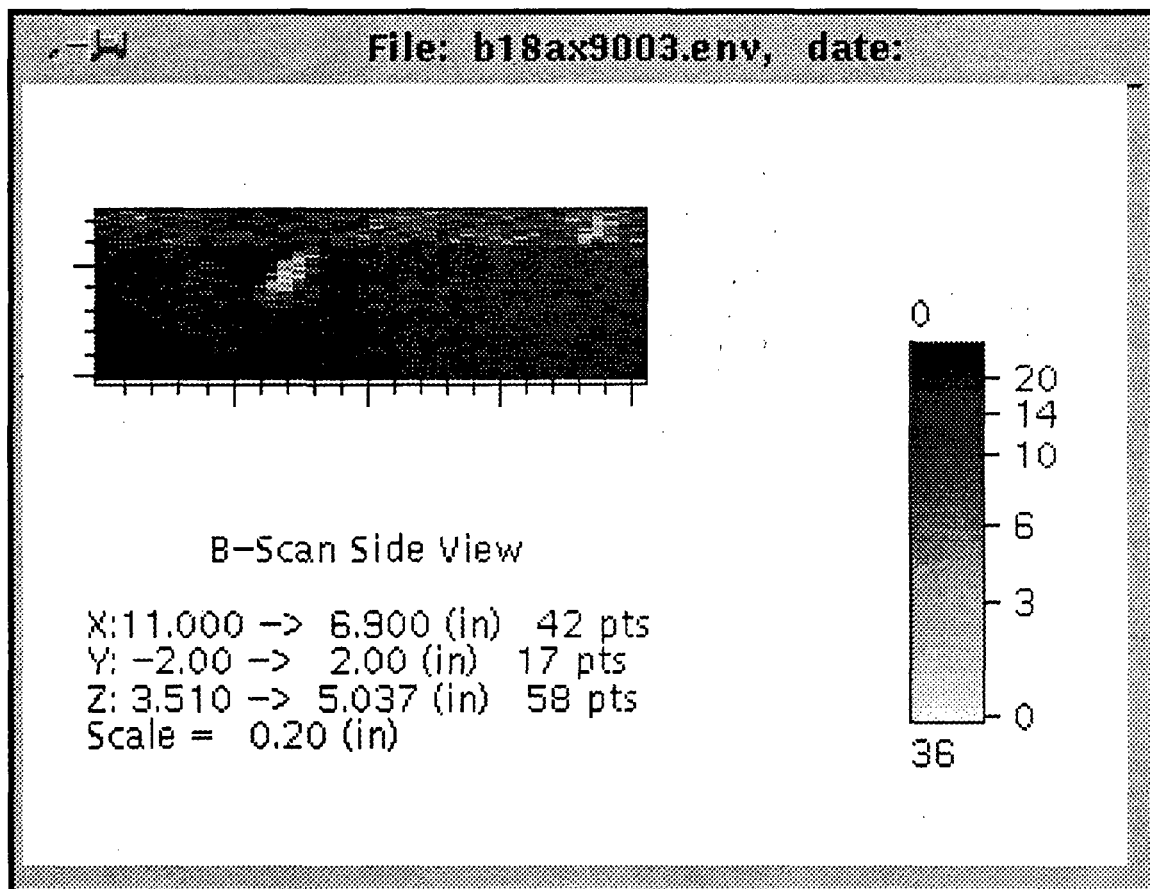 File: b18ax9003.env, date:
0
20
14
10
6
3
0
36
B-Scan Side View
X:11.000 -> 6.900 (in) 42 pts
Y: -2.00 -> 2.00 (in) 17 pts
Z: 3.510 -> 5.037 (in) 58 pts
Scale = 0.20 (in)